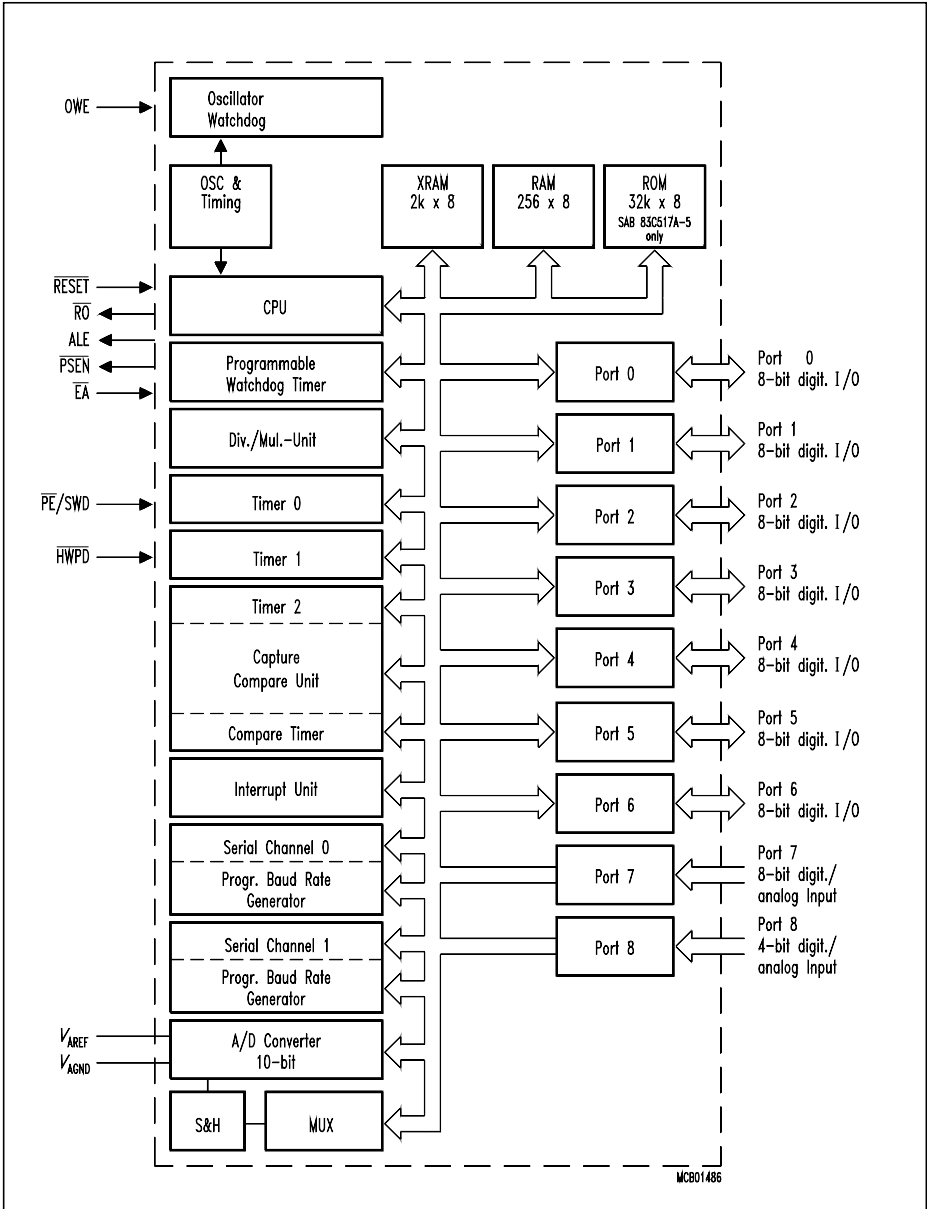 OWE
Oscillator
Watchdog
OSC &
Timing
XRAM
2k x 8
RAM
256 x 8
ROM
32k x 8
SAB 83C517A-5
only
RESET
RO
ALE
PSEN
EA
PE/SWD
HWPD
CPU
Programmable
Watchdog Timer
Div./Mul.-Unit
Timer 0
Timer 1
Timer 2
Capture
Compare Unit
Compare Timer
Interrupt Unit
Serial Channel 0
Progr. Baud Rate
Generator
Serial Channel 1
Progr. Baud Rate
Generator
VAREF
VAGND
A/D Converter
10-bit
S&H
MUX
Port 0
Port 0
8-bit digit. I/O
Port 1
Port 1
8-bit digit. I/O
Port 2
Port 2
8-bit digit. I/O
Port 3
Port 3
8-bit digit. I/O
Port 4
Port 4
8-bit digit. I/O
Port 5
Port 5
8-bit digit. I/O
Port 6
Port 6
8-bit digit. I/O
Port 7
Port 7
8-bit digit./
analog Input
Port 8
Port 8
4-bit digit./
analog Input
MCB01486